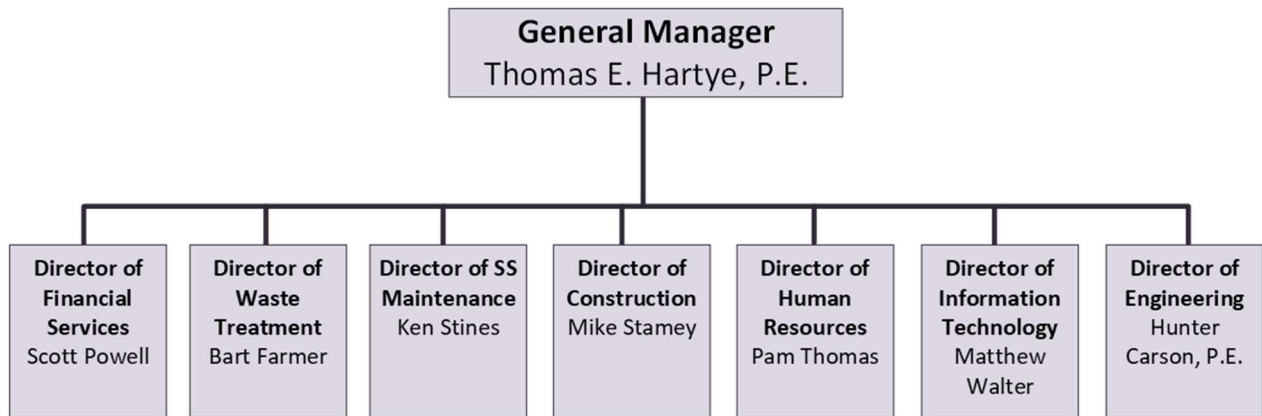 General Manager
Thomas E. Hartye, P.E.
Director of
Financial
Services
Scott Powell
Director of
Waste
Treatment
Bart Farmer
Director of SS
Maintenance
Ken Stines
Director of
Construction
Mike Stamey
Director of
Human
Resources
Pam Thomas
Director of
Information
Technology
Matthew
Walter
Director of
Engineering
Hunter
Carson, P.E.